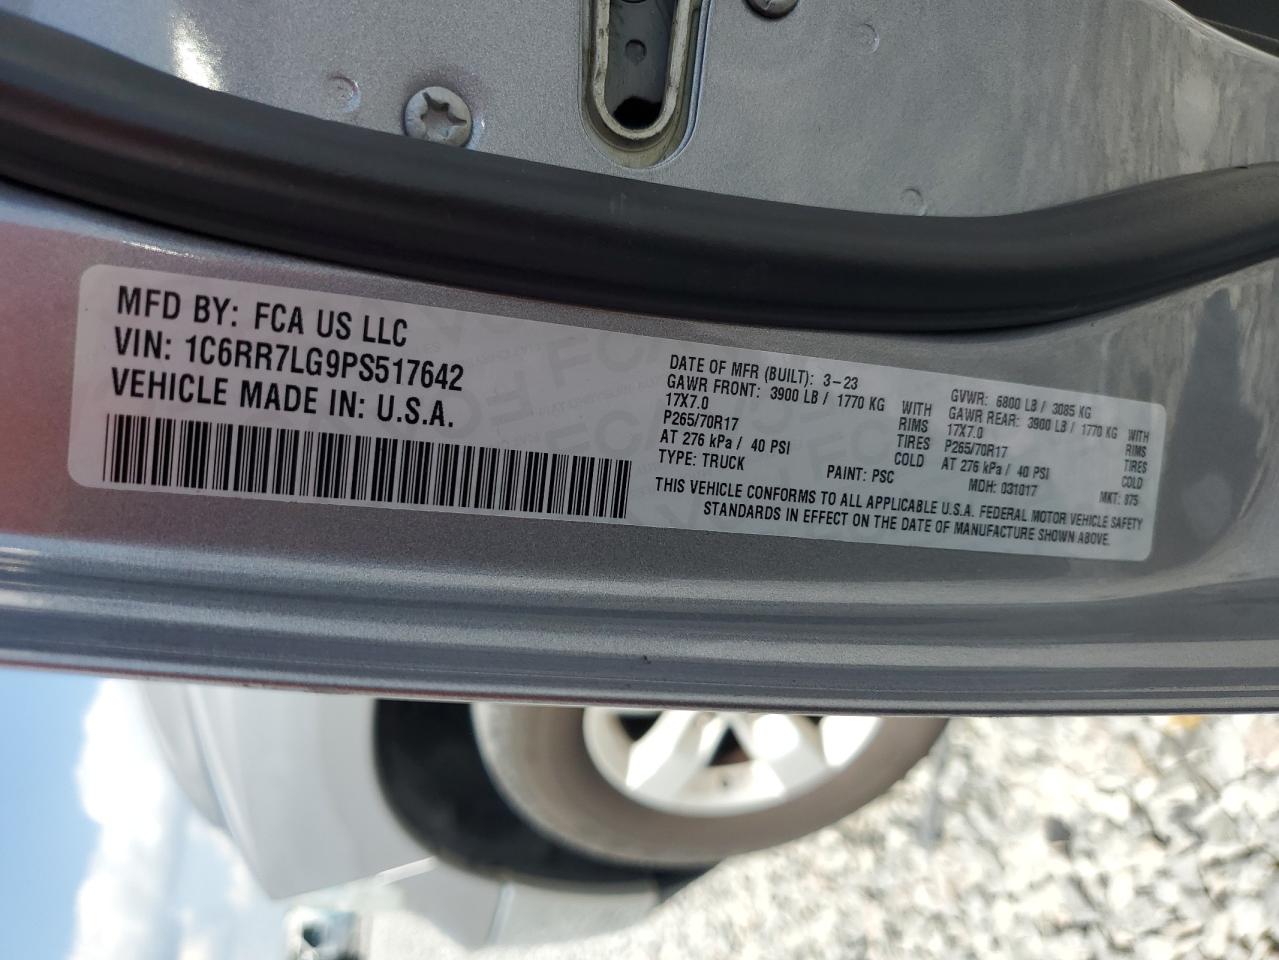 MFD BY: FCA US LLC
VIN: 1C6RR7LG9PS517642
VEHICLE MADE IN: U.S.A.
DATE OF MFR (BUILT): 3-23
GAWR FRONT: 3900 LB / 1770 KG WITH
17X7.0 RIMS
P265/70R17 TIRES
AT 276 kPa / 40 PSI COLD
TYPE: TRUCK PAINT: PSC
GVWR: 6800 LB / 3085 KG
GAWR REAR: 3900 LB / 1770 KG WITH
17X7.0 RIMS
P265/70R17 TIRES
AT 276 kPa / 40 PSI COLD
MDH: 031017 MKT: 875
THIS VEHICLE CONFORMS TO ALL APPLICABLE U.S.A. FEDERAL MOTOR VEHICLE SAFETY
STANDARDS IN EFFECT ON THE DATE OF MANUFACTURE SHOWN ABOVE.